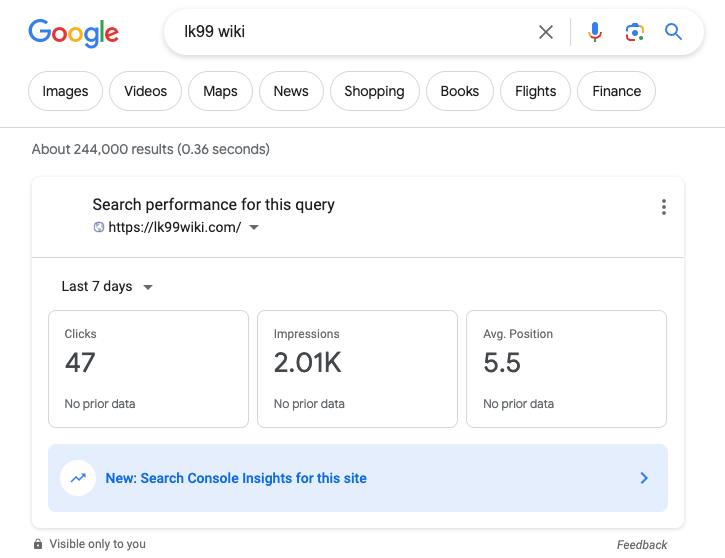 Google
lk99 wiki
Images Videos Maps News Shopping Books Flights Finance
About 244,000 results (0.36 seconds)
Search performance for this query
https://lk99wiki.com/
Last 7 days
Clicks Impressions Avg. Position
47 2.01K 5.5
No prior data No prior data No prior data
New: Search Console Insights for this site
Visible only to you Feedback